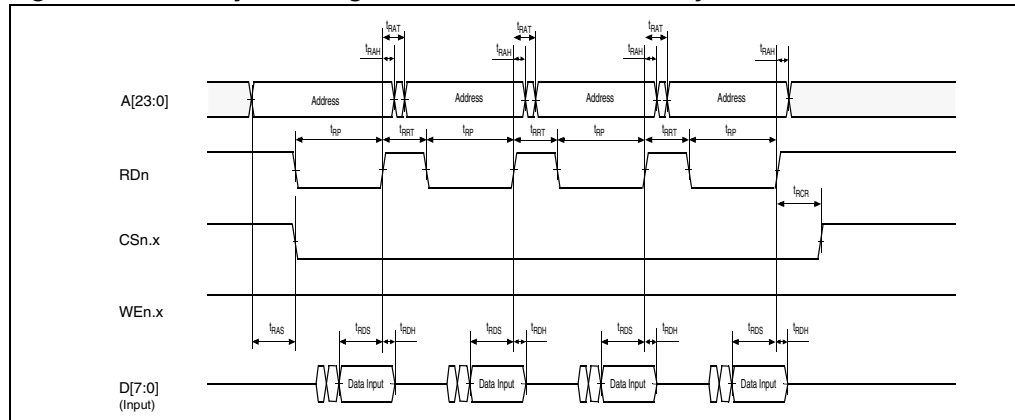 tRAT tRAT tRAT
tRAH tRAH tRAH tRAH
A[23:0] Address Address Address Address
tRP tRRT tRP tRRT tRP tRRT tRP
RDn
tRCR
CSn.x
WEn.x
tRAS tRDS tRDH tRDS tRDH tRDS tRDH tRDS tRDH
D[7:0] Data Input Data Input Data Input Data Input
(Input)